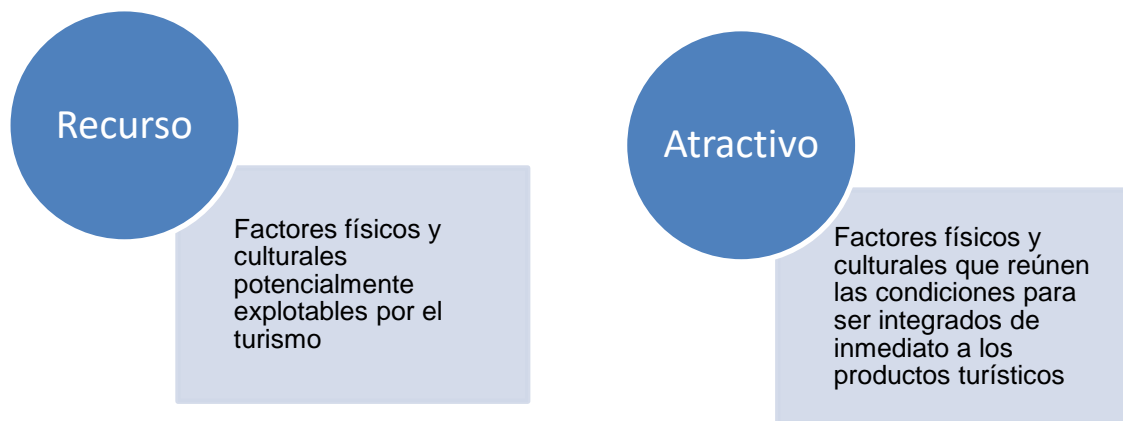 Recurso
Factores físicos y
culturales
potencialmente
explotables por el
turismo
Atractivo
Factores físicos y
culturales que reúnen
las condiciones para
ser integrados de
inmediato a los
productos turísticos